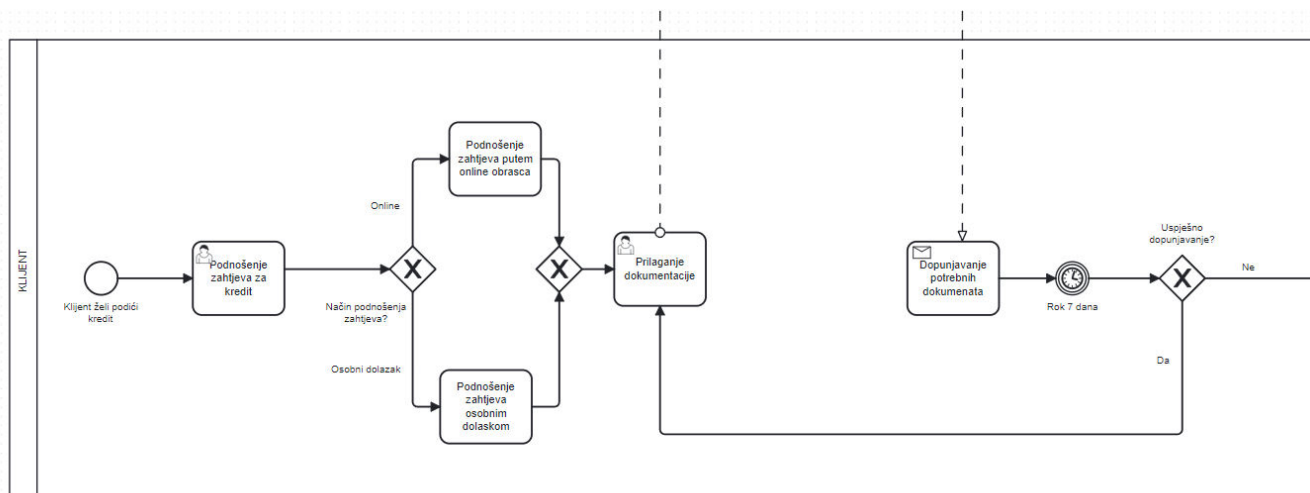 KLIJENT
Klijent želi podići
kredit
Podnošenje
zahtjeva za
kredit
Način podnošenja
zahtjeva?
Online
Osobni dolazak
Podnošenje
zahtjeva putem
online obrasca
Podnošenje
zahtjeva
osobnim
dolaskom
Prilaganje
dokumentacije
Dopunjavanje
potrebnih
dokumenata
Rok 7 dana
Uspješno
dopunjavanje?
Ne
Da